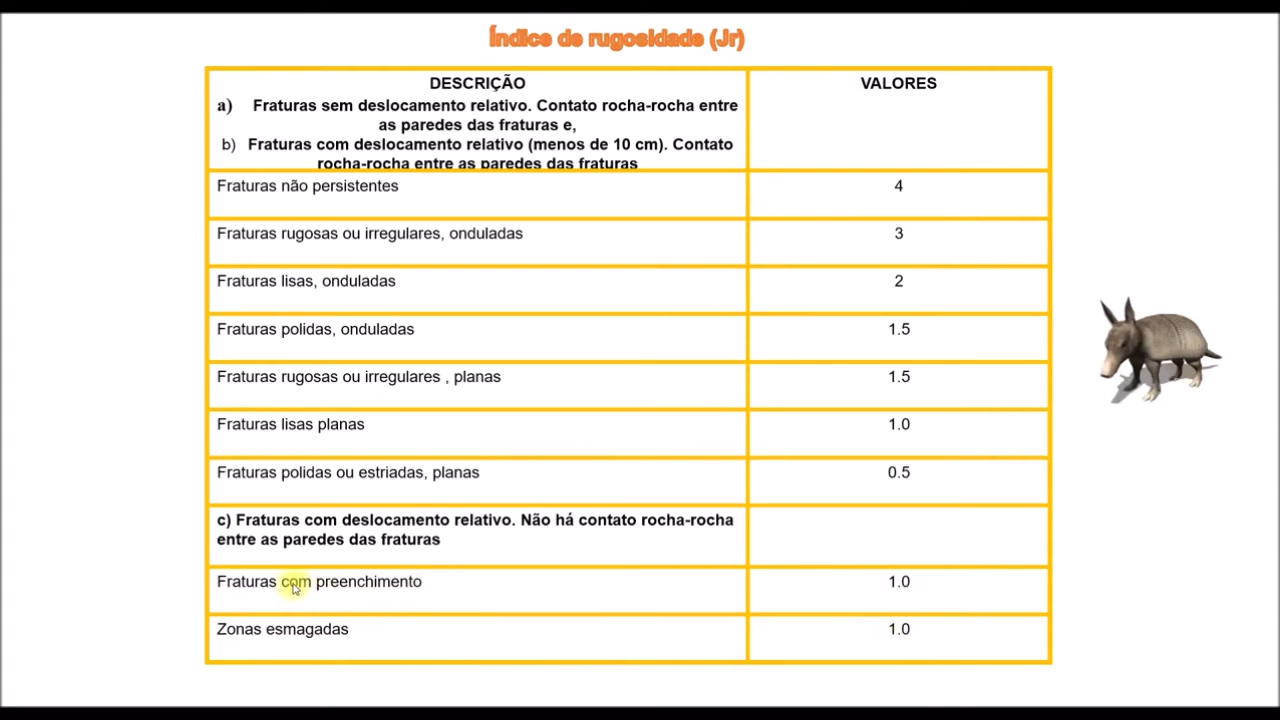 Índice de rugosidade (Jr)
DESCRIÇÃO
VALORES
a) Fraturas sem deslocamento relativo. Contato rocha-rocha entre
as paredes das fraturas e,
b) Fraturas com deslocamento relativo (menos de 10 cm). Contato
rocha-rocha entre as paredes das fraturas
Fraturas não persistentes
4
Fraturas rugosas ou irregulares, onduladas
3
Fraturas lisas, onduladas
2
Fraturas polidas, onduladas
1.5
Fraturas rugosas ou irregulares , planas
1.5
Fraturas lisas planas
1.0
Fraturas polidas ou estriadas, planas
0.5
c) Fraturas com deslocamento relativo. Não há contato rocha-rocha
entre as paredes das fraturas
Fraturas com preenchimento
1.0
Zonas esmagadas
1.0